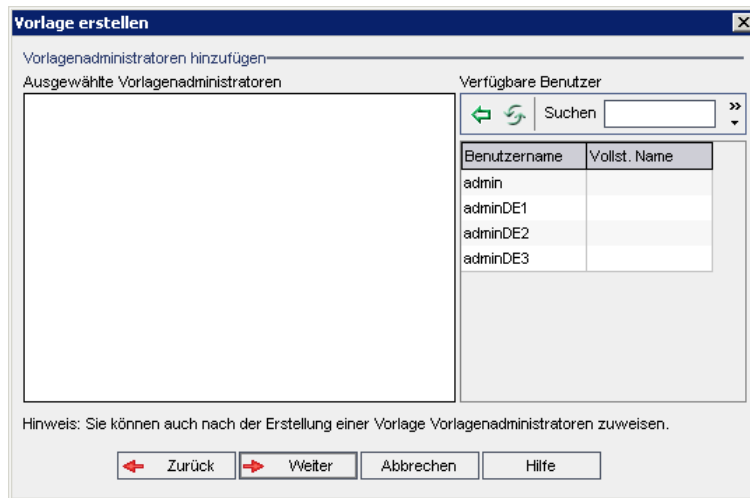 Vorlage erstellen
Vorlagenadministratoren hinzufügen
Ausgewählte Vorlagenadministratoren
Verfügbare Benutzer
Suchen
Benutzername Vollst. Name
admin
adminDE1
adminDE2
adminDE3
Hinweis: Sie können auch nach der Erstellung einer Vorlage Vorlagenadministratoren zuweisen.
Zurück Weiter Abbrechen Hilfe